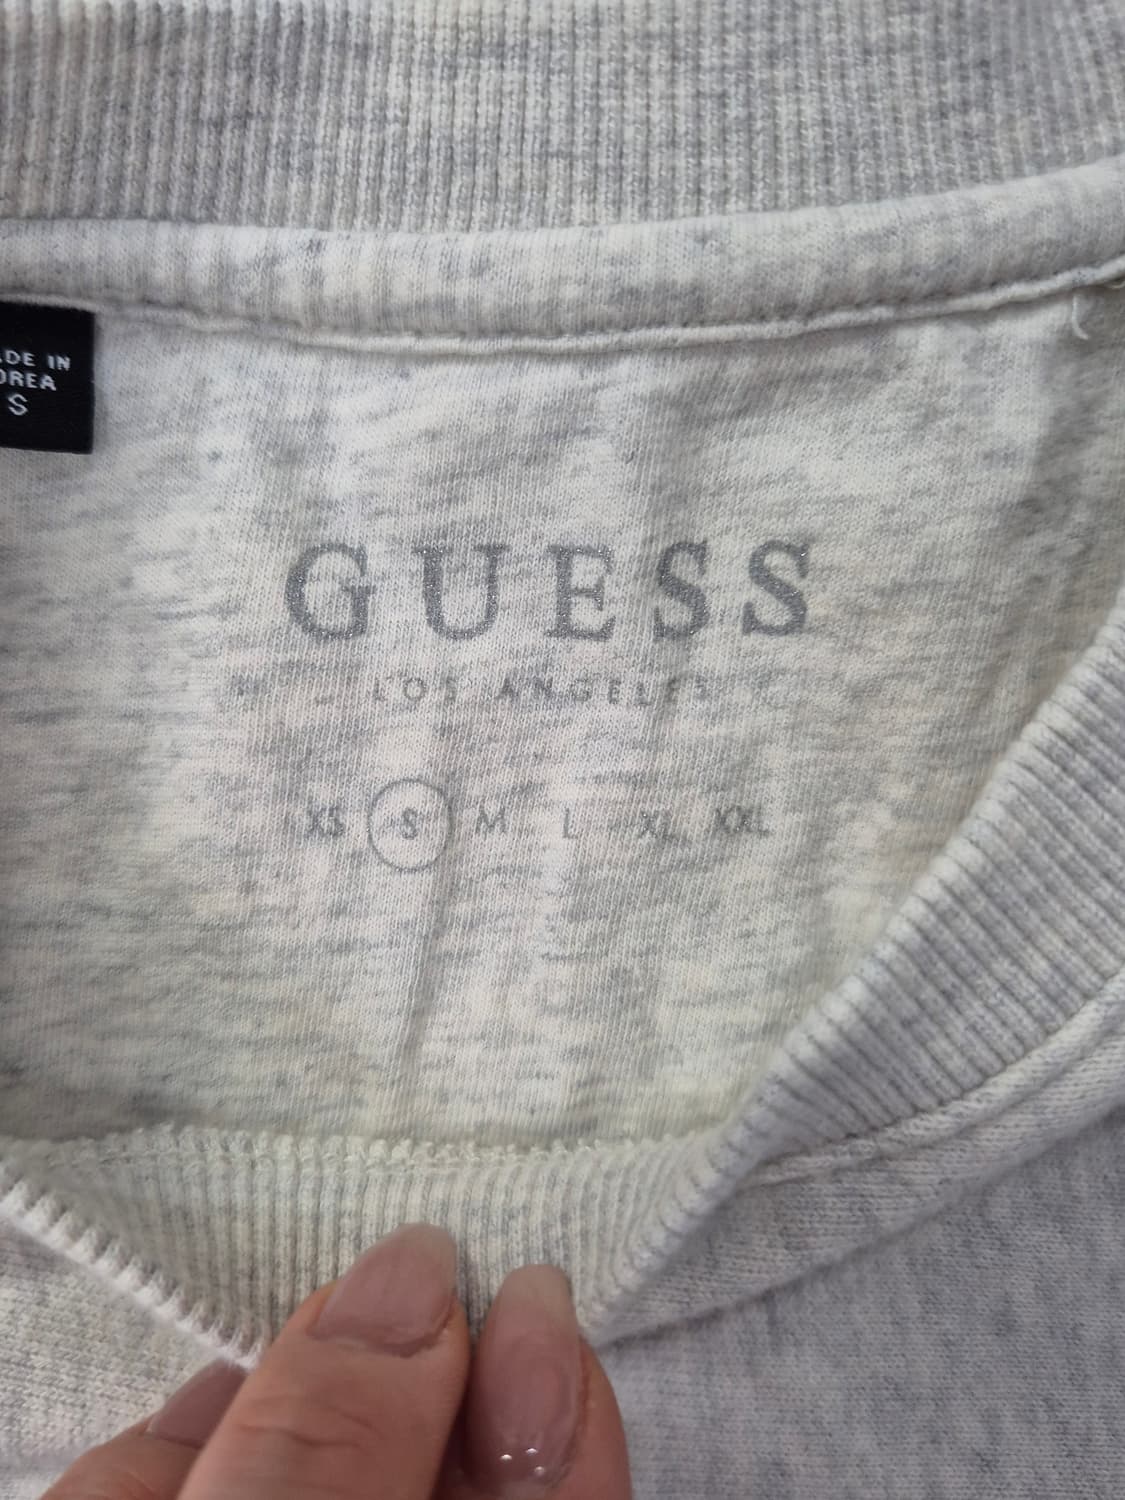 ADE IN
OREA
S
GUESS
LOS ANGELES
XS S M L XL XXL